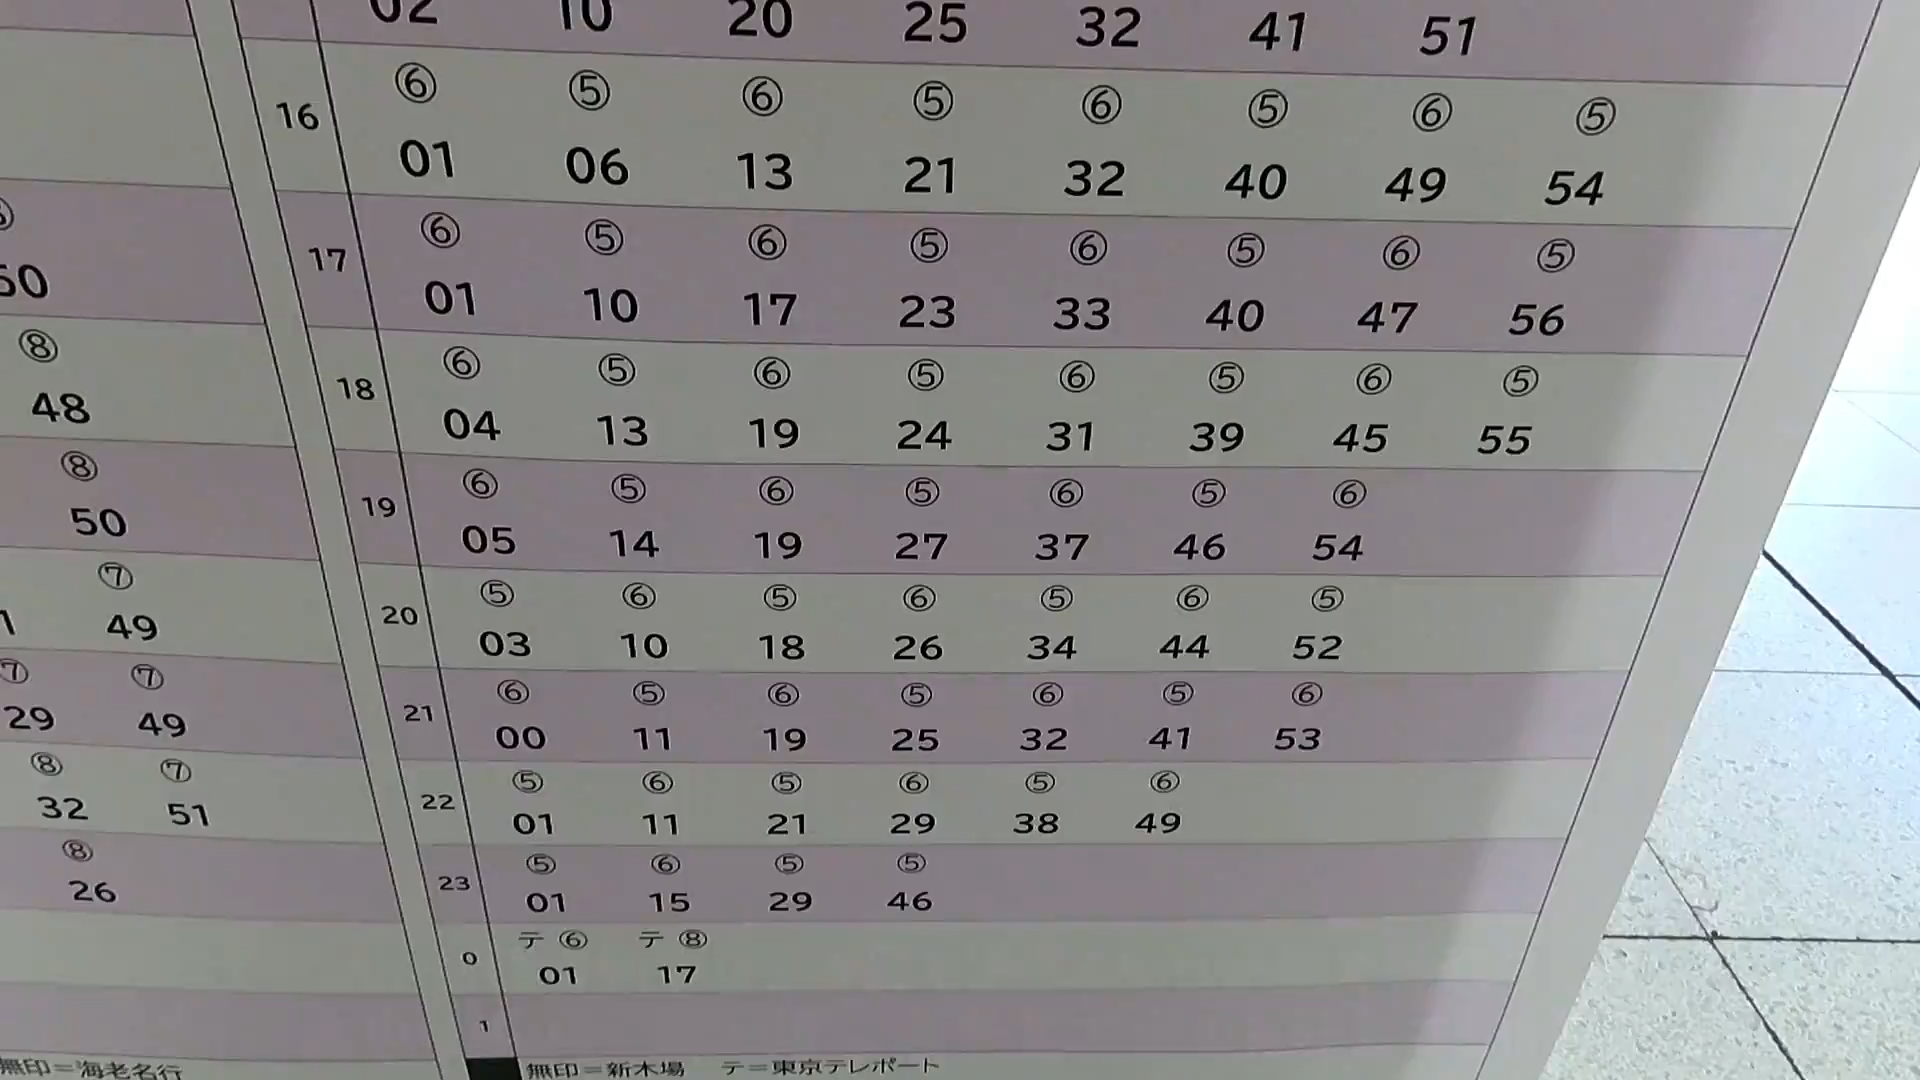 02 10 20 25 32 41 51
⑥ ⑤ ⑥ ⑤ ⑥ ⑤ ⑥ ⑤
16 01 06 13 21 32 40 49 54
⑥ ⑤ ⑥ ⑤ ⑥ ⑤ ⑥ ⑤
17 01 10 17 23 33 40 47 56
⑥ ⑤ ⑥ ⑤ ⑥ ⑤ ⑥ ⑤
18 04 13 19 24 31 39 45 55
⑥ ⑤ ⑥ ⑤ ⑥ ⑤ ⑥
19 05 14 19 27 37 46 54
⑤ ⑥ ⑤ ⑥ ⑤ ⑥ ⑤
20 03 10 18 26 34 44 52
⑥ ⑤ ⑥ ⑤ ⑥ ⑤ ⑥
21 00 11 19 25 32 41 53
⑤ ⑥ ⑤ ⑥ ⑤ ⑥
22 01 11 21 29 38 49
⑤ ⑥ ⑤ ⑤
23 01 15 29 46
テ ⑥ テ ⑧
0 01 17
1
無印=新木場 テ=東京テレポート
50
⑧
48
⑧
50
⑦
49
⑦ ⑦
29 49
⑧ ⑦
32 51
⑧
26
無印=海老名行